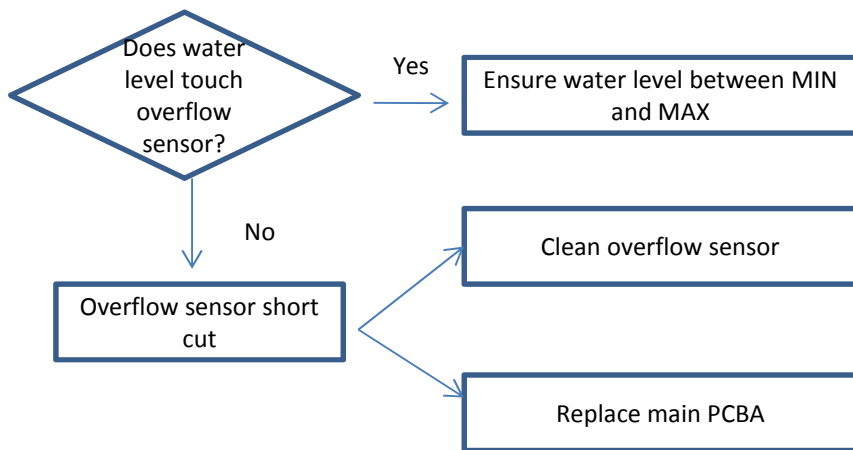 Does water
level touch
overflow
sensor?
Yes
Ensure water level between MIN
and MAX
No
Clean overflow sensor
Overflow sensor short
cut
Replace main PCBA